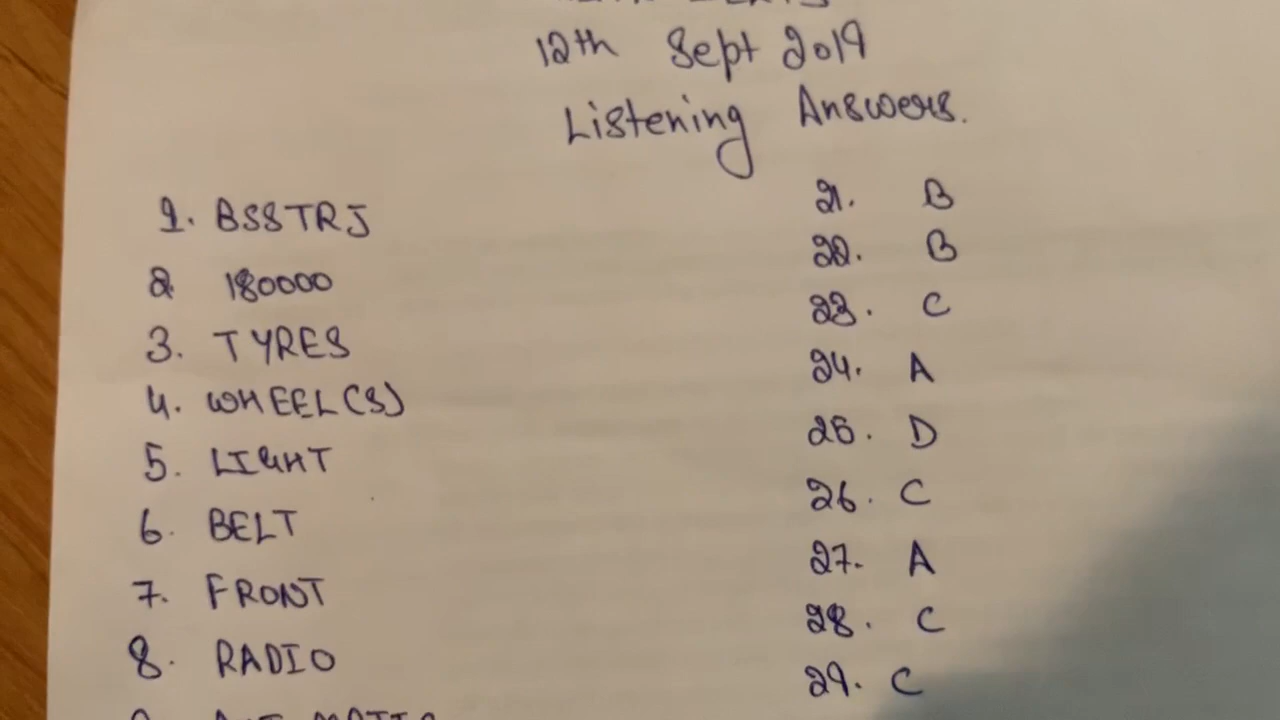 12th Sept 2019
Listening Answers.
1. BSSTRJ
2 180000
3. TYRES
4. WHEEL(S)
5. LIGHT
6. BELT
7. FRONT
8. RADIO
21. B
22. B
23. C
24. A
25. D
26. C
27. A
28. C
29. C